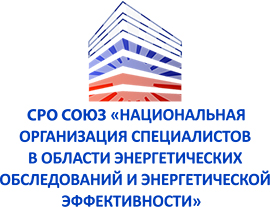 СРО СОЮЗ «НАЦИОНАЛЬНАЯ
ОРГАНИЗАЦИЯ СПЕЦИАЛИСТОВ
В ОБЛАСТИ ЭНЕРГЕТИЧЕСКИХ
ОБСЛЕДОВАНИЙ И ЭНЕРГЕТИЧЕСКОЙ
ЭФФЕКТИВНОСТИ»